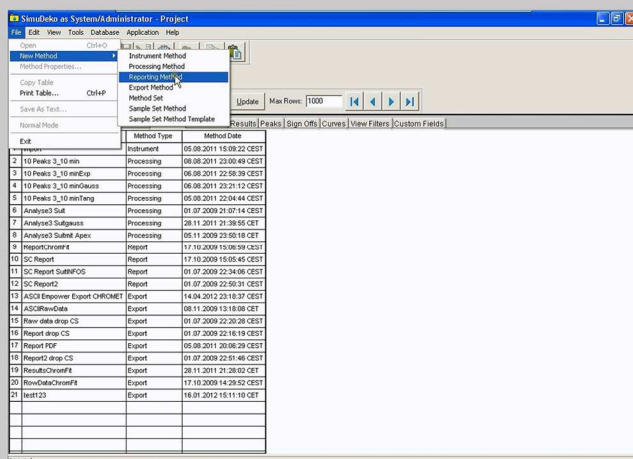 SimuDeko as System/Administrator - Project
File Edit View Tools Database Application Help
Open Ctrl+O
New Method
Method Properties...
Copy Table
Print Table... Ctrl+P
Save As Text...
Normal Mode
Exit
Instrument Method
Processing Method
Reporting Method
Export Method
Method Set
Sample Set Method
Sample Set Method Template
Update Max Rows: 1000
Results Peaks Sign Offs Curves View Filters Custom Fields
Method Type Method Date
Instrument 05.08.2011 15:09:22 CEST
2 10 Peaks 3_10 min Processing 08.08.2011 23:00:49 CEST
3 10 Peaks 3_10 minExp Processing 06.08.2011 22:58:39 CEST
4 10 Peaks 3_10 minGauss Processing 06.08.2011 23:21:12 CEST
5 10 Peaks 3_10 minTang Processing 05.08.2011 22:04:44 CEST
6 Analyse3 Suit Processing 01.07.2009 21:07:14 CEST
7 Analyse3 Suitgauss Processing 28.11.2011 21:39:55 CET
8 Analyse3 Suitmit Apex Processing 05.11.2009 23:50:18 CET
9 ReportChromFit Report 17.10.2009 15:06:59 CEST
10 SC Report Report 17.10.2009 15:05:45 CEST
11 SC Report SuitINFOS Report 01.07.2009 22:34:06 CEST
12 SC Report2 Report 01.07.2009 22:50:31 CEST
13 ASCII Empower Export CHROMET Export 14.04.2012 23:18:37 CEST
14 ASCIIRawData Export 08.11.2009 13:18:08 CET
15 Raw data drop CS Export 01.07.2009 22:20:28 CEST
16 Report drop CS Export 01.07.2009 22:16:19 CEST
17 Report PDF Export 05.08.2011 20:06:29 CEST
18 Report2 drop CS Export 01.07.2009 22:51:46 CEST
19 ResultsChromFit Export 28.11.2011 21:28:02 CET
20 RowDataChromFit Export 17.10.2009 14:29:52 CEST
21 test123 Export 16.01.2012 15:11:10 CET